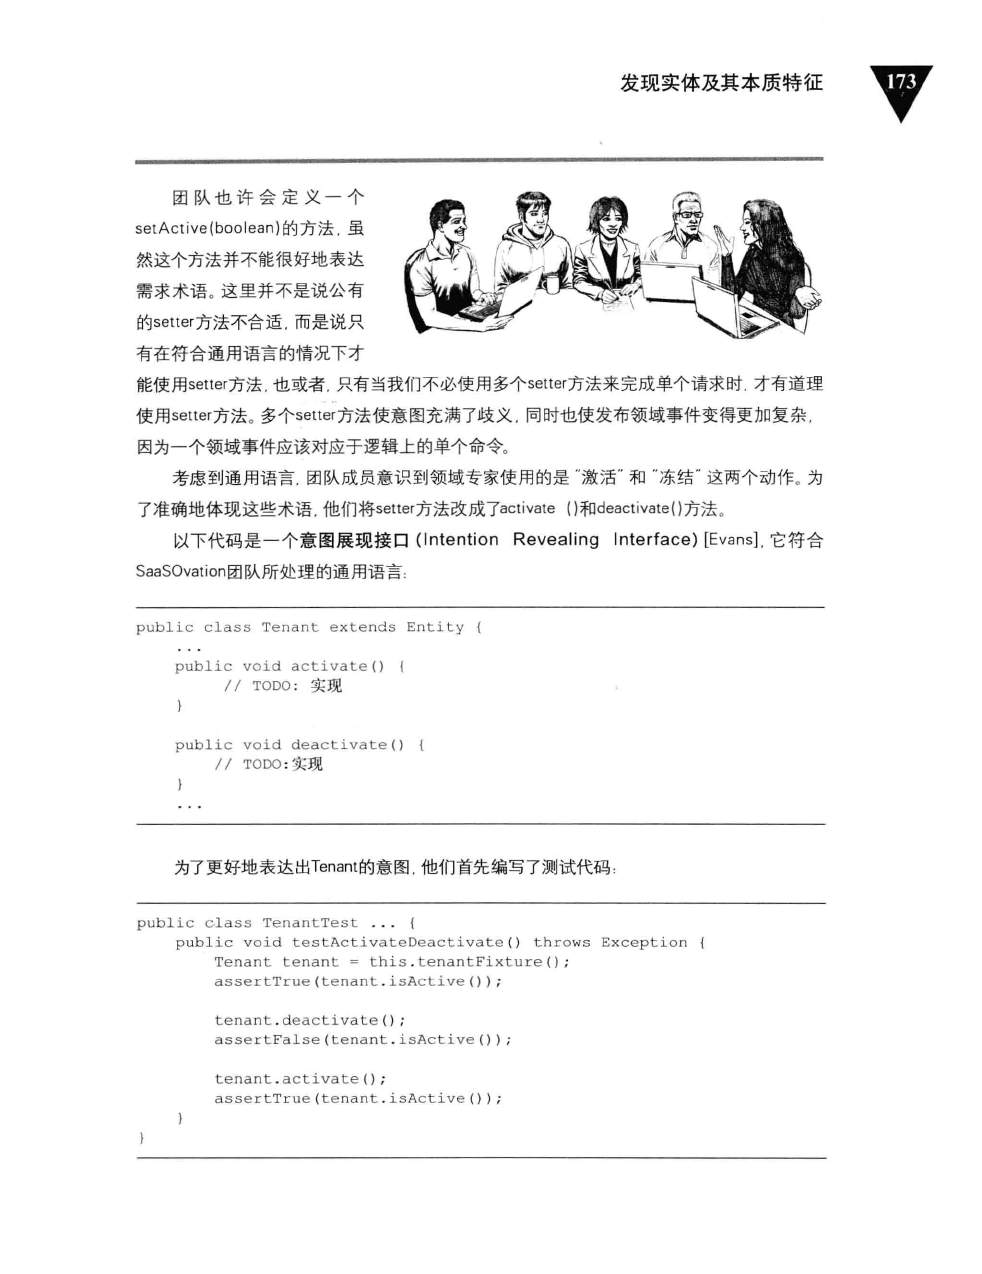 发现实体及其本质特征
173
团队也许会定义一个
setActive(boolean)的方法，虽
然这个方法并不能很好地表达
需求术语。这里并不是说公有
的setter方法不合适，而是说只
有在符合通用语言的情况下才
能使用setter方法，也或者，只有当我们不必使用多个setter方法来完成单个请求时，才有道理
使用setter方法。多个setter方法使意图充满了歧义，同时也使发布领域事件变得更加复杂，
因为一个领域事件应该对应于逻辑上的单个命令。
考虑到通用语言，团队成员意识到领域专家使用的是“激活”和“冻结”这两个动作。为
了准确地体现这些术语，他们将setter方法改成了activate ()和deactivate()方法。
以下代码是一个意图展现接口(Intention Revealing Interface)[Evans]，它符合
SaaSOvation团队所处理的通用语言：
public class Tenant extends Entity {
...
public void activate() {
// TODO: 实现
}
public void deactivate() {
// TODO:实现
}
...
为了更好地表达出Tenant的意图，他们首先编写了测试代码：
public class TenantTest ... {
public void testActivateDeactivate() throws Exception {
Tenant tenant = this.tenantFixture();
assertTrue(tenant.isActive());
tenant.deactivate();
assertFalse(tenant.isActive());
tenant.activate();
assertTrue(tenant.isActive());
}
}